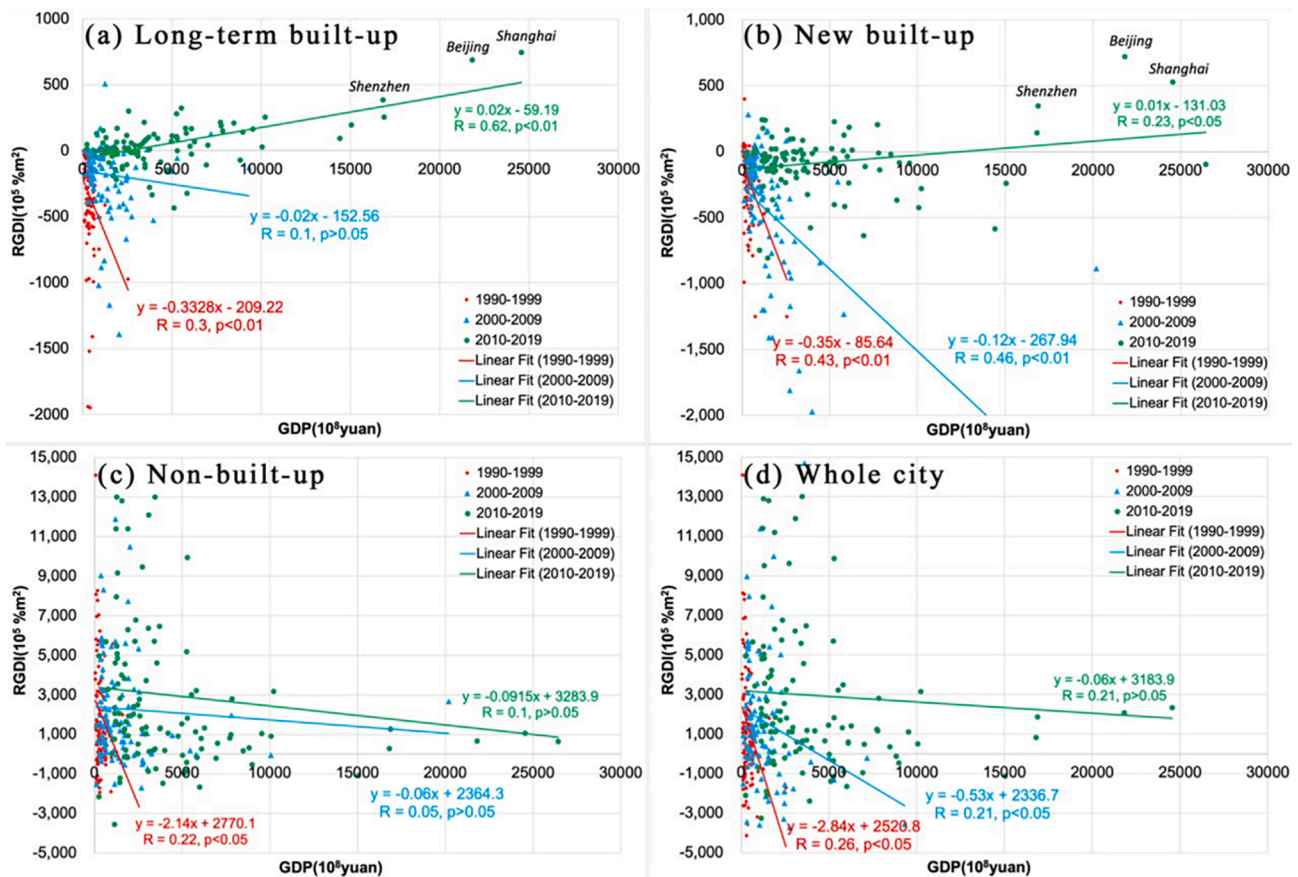 (a) Long-term built-up
1000
500
0
-500
-1000
-1500
-2000
0
5000
10000
15000
20000
25000
30000
RGDI(10⁵ %m²)
GDP(10⁸yuan)
Beijing
Shanghai
Shenzhen
y = 0.02x - 59.19
R = 0.62, p<0.01
y = -0.02x - 152.56
R = 0.1, p>0.05
y = -0.3328x - 209.22
R = 0.3, p<0.01
1990-1999
2000-2009
2010-2019
Linear Fit (1990-1999)
Linear Fit (2000-2009)
Linear Fit (2010-2019)
(b) New built-up
1,000
500
0
-500
-1,000
-1,500
-2,000
0
5000
10000
15000
20000
25000
30000
RGDI(10⁵ %m²)
GDP(10⁸yuan)
Beijing
Shanghai
Shenzhen
y = 0.01x - 131.03
R = 0.23, p<0.05
y = -0.35x - 85.64
R = 0.43, p<0.01
y = -0.12x - 267.94
R = 0.46, p<0.01
1990-1999
2000-2009
2010-2019
Linear Fit (1990-1999)
Linear Fit (2000-2009)
Linear Fit (2010-2019)
(c) Non-built-up
15,000
13,000
11,000
9,000
7,000
5,000
3,000
1,000
-1,000
-3,000
-5,000
0
5000
10000
15000
20000
25000
30000
RGDI(10⁵ %m²)
GDP(10⁸yuan)
1990-1999
2000-2009
2010-2019
Linear Fit (1990-1999)
Linear Fit (2000-2009)
Linear Fit (2010-2019)
y = -0.0915x + 3283.9
R = 0.1, p>0.05
y = -0.06x + 2364.3
R = 0.05, p>0.05
y = -2.14x + 2770.1
R = 0.22, p<0.05
(d) Whole city
15,000
13,000
11,000
9,000
7,000
5,000
3,000
1,000
-1,000
-3,000
-5,000
0
5000
10000
15000
20000
25000
30000
RGDI(10⁵ %m²)
GDP(10⁸yuan)
1990-1999
2000-2009
2010-2019
Linear Fit (1990-1999)
Linear Fit (2000-2009)
Linear Fit (2010-2019)
y = -0.06x + 3183.9
R = 0.21, p>0.05
y = -0.53x + 2336.7
R = 0.21, p<0.05
y = -2.84x + 2520.8
R = 0.26, p<0.05